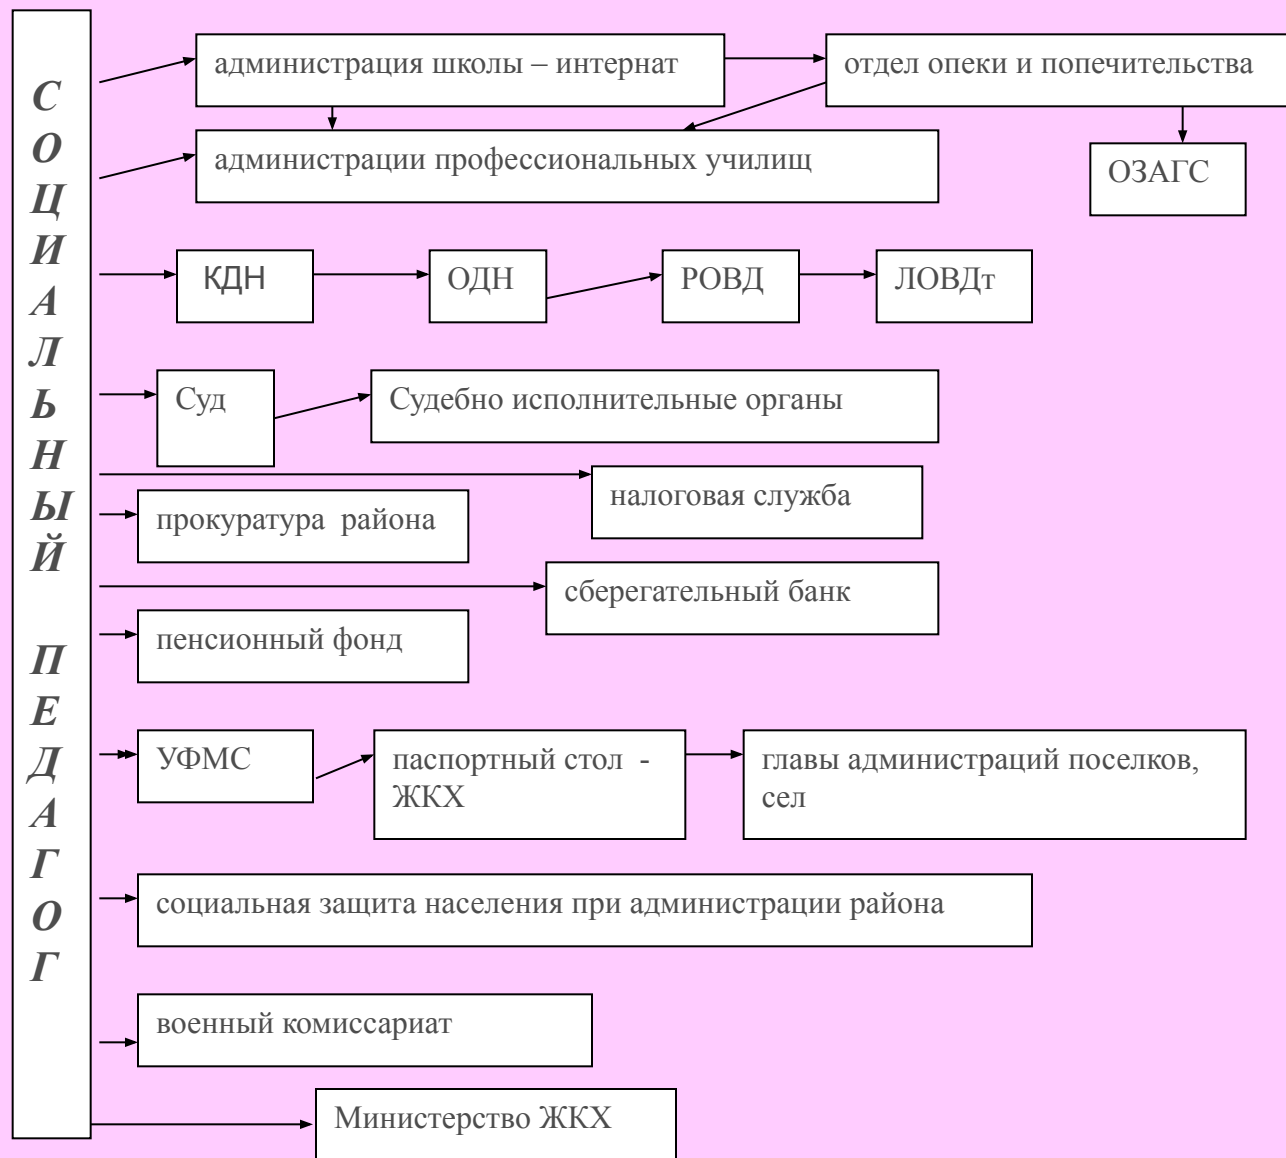 СОЦИАЛЬНЫЙ ПЕДАГОГ
администрация школы – интернат
отдел опеки и попечительства
администрации профессиональных училищ
ОЗАГС
КДН
ОДН
РОВД
ЛОВДт
Суд
Судебно исполнительные органы
налоговая служба
прокуратура района
сберегательный банк
пенсионный фонд
УФМС
паспортный стол -
ЖКХ
главы администраций поселков,
сел
социальная защита населения при администрации района
военный комиссариат
Министерство ЖКХ